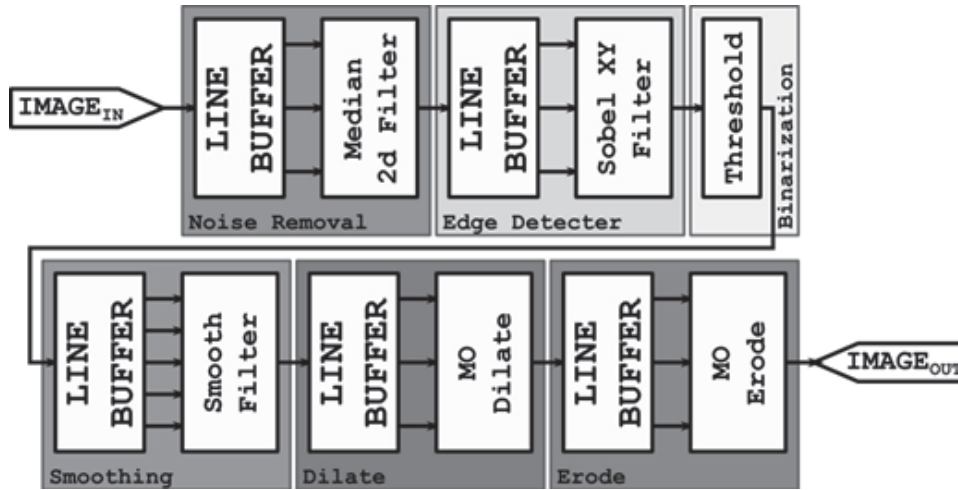 IMAGE_IN
LINE
BUFFER
Median
2d Filter
Noise Removal
LINE
BUFFER
Sobel XY
Filter
Edge Detecter
Threshold
Binarization
LINE
BUFFER
Smooth
Filter
Smoothing
LINE
BUFFER
MO
Dilate
Dilate
LINE
BUFFER
MO
Erode
Erode
IMAGE_OUT